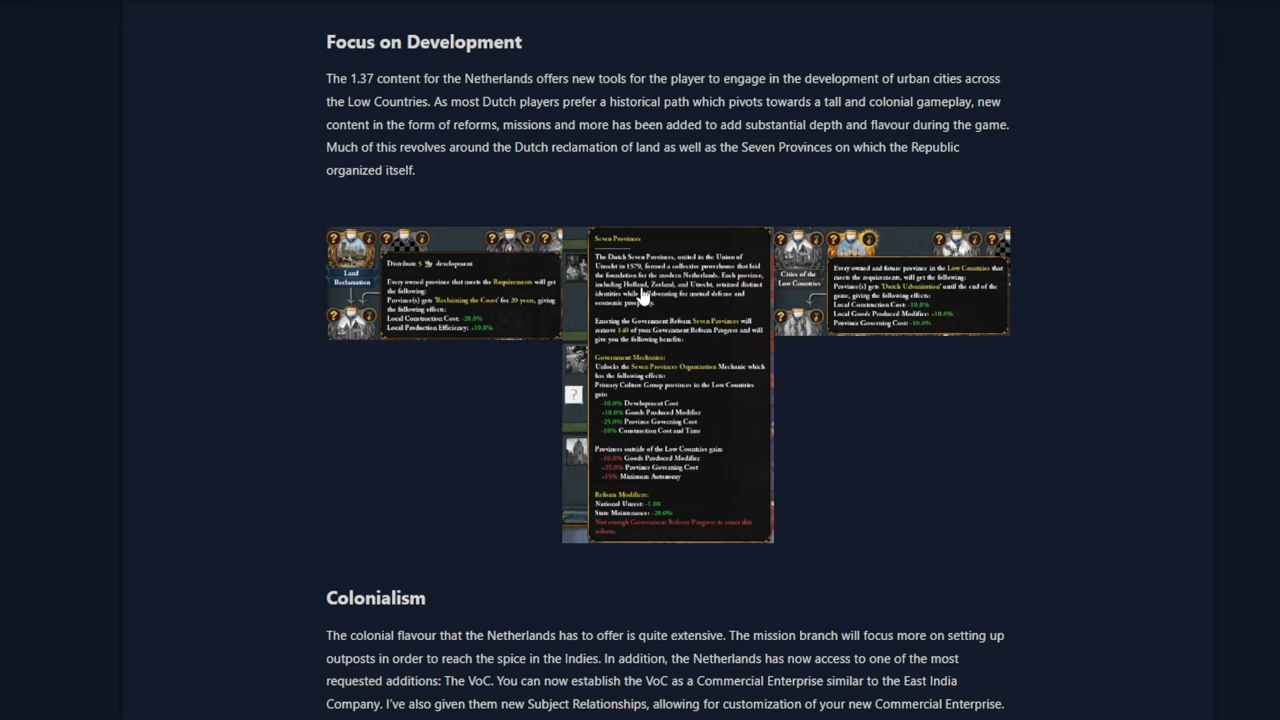 Focus on Development
The 1.37 content for the Netherlands offers new tools for the player to engage in the development of urban cities across
the Low Countries. As most Dutch players prefer a historical path which pivots towards a tall and colonial gameplay, new
content in the form of reforms, missions and more has been added to add substantial depth and flavour during the game.
Much of this revolves around the Dutch reclamation of land as well as the Seven Provinces on which the Republic
organized itself.
Land
Reclamation
Distribute 5 development
Every owned province that meets the Requirements will get
the following:
Province(s) gets 'Reclaiming the Coast' for 20 years, giving
the following effects:
Local Construction Cost: -20.0%
Local Production Efficiency: +10.0%
Seven Provinces
The Dutch Seven Provinces, united in the Union of
Utrecht in 1579, formed a collective powerhouse that laid
the foundation for the modern Netherlands. Each province,
including Holland, Zeeland, and Utrecht, retained distinct
identities while collaborating for mutual defense and
economic
Enacting the Government Reform Seven Provinces will
remove 140 of your Government Reform Progress and will
give you the following benefits:
Government Mechanics:
Unlocks the Seven Provinces Organization Mechanic which
has the following effects:
Primary Culture Group provinces in the Low Countries
gain
-10.0% Development Cost
+10.0% Goods Produced Modifier
-25.0% Province Governing Cost
-10% Construction Cost and Time
Provinces outside of the Low Countries gain:
-10.0% Goods Produced Modifier
+25.0% Province Governing Cost
+15% Minimum Autonomy
Reform Modifiers:
National Unrest: -1.00
State Maintenance: -20.0%
Not enough Government Reform Progress to enact this
reform.
Cities of the
Low Countries
Every owned and future province in the Low Countries that
meets the requirements, will get the following:
Province(s) gets 'Dutch Urbanization' until the end of the
game, giving the following effects:
Local Construction Cost: -10.0%
Local Goods Produced Modifier: +10.0%
Province Governing Cost: -10.0%
Colonialism
The colonial flavour that the Netherlands has to offer is quite extensive. The mission branch will focus more on setting up
outposts in order to reach the spice in the Indies. In addition, the Netherlands has now access to one of the most
requested additions: The VoC. You can now establish the VoC as a Commercial Enterprise similar to the East India
Company. I've also given them new Subject Relationships, allowing for customization of your new Commercial Enterprise.